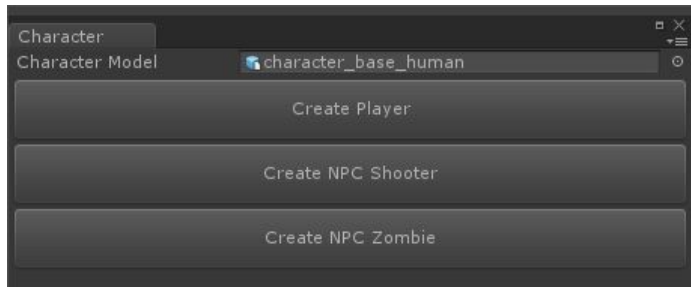 Character
Character Model character_base_human
Create Player
Create NPC Shooter
Create NPC Zombie